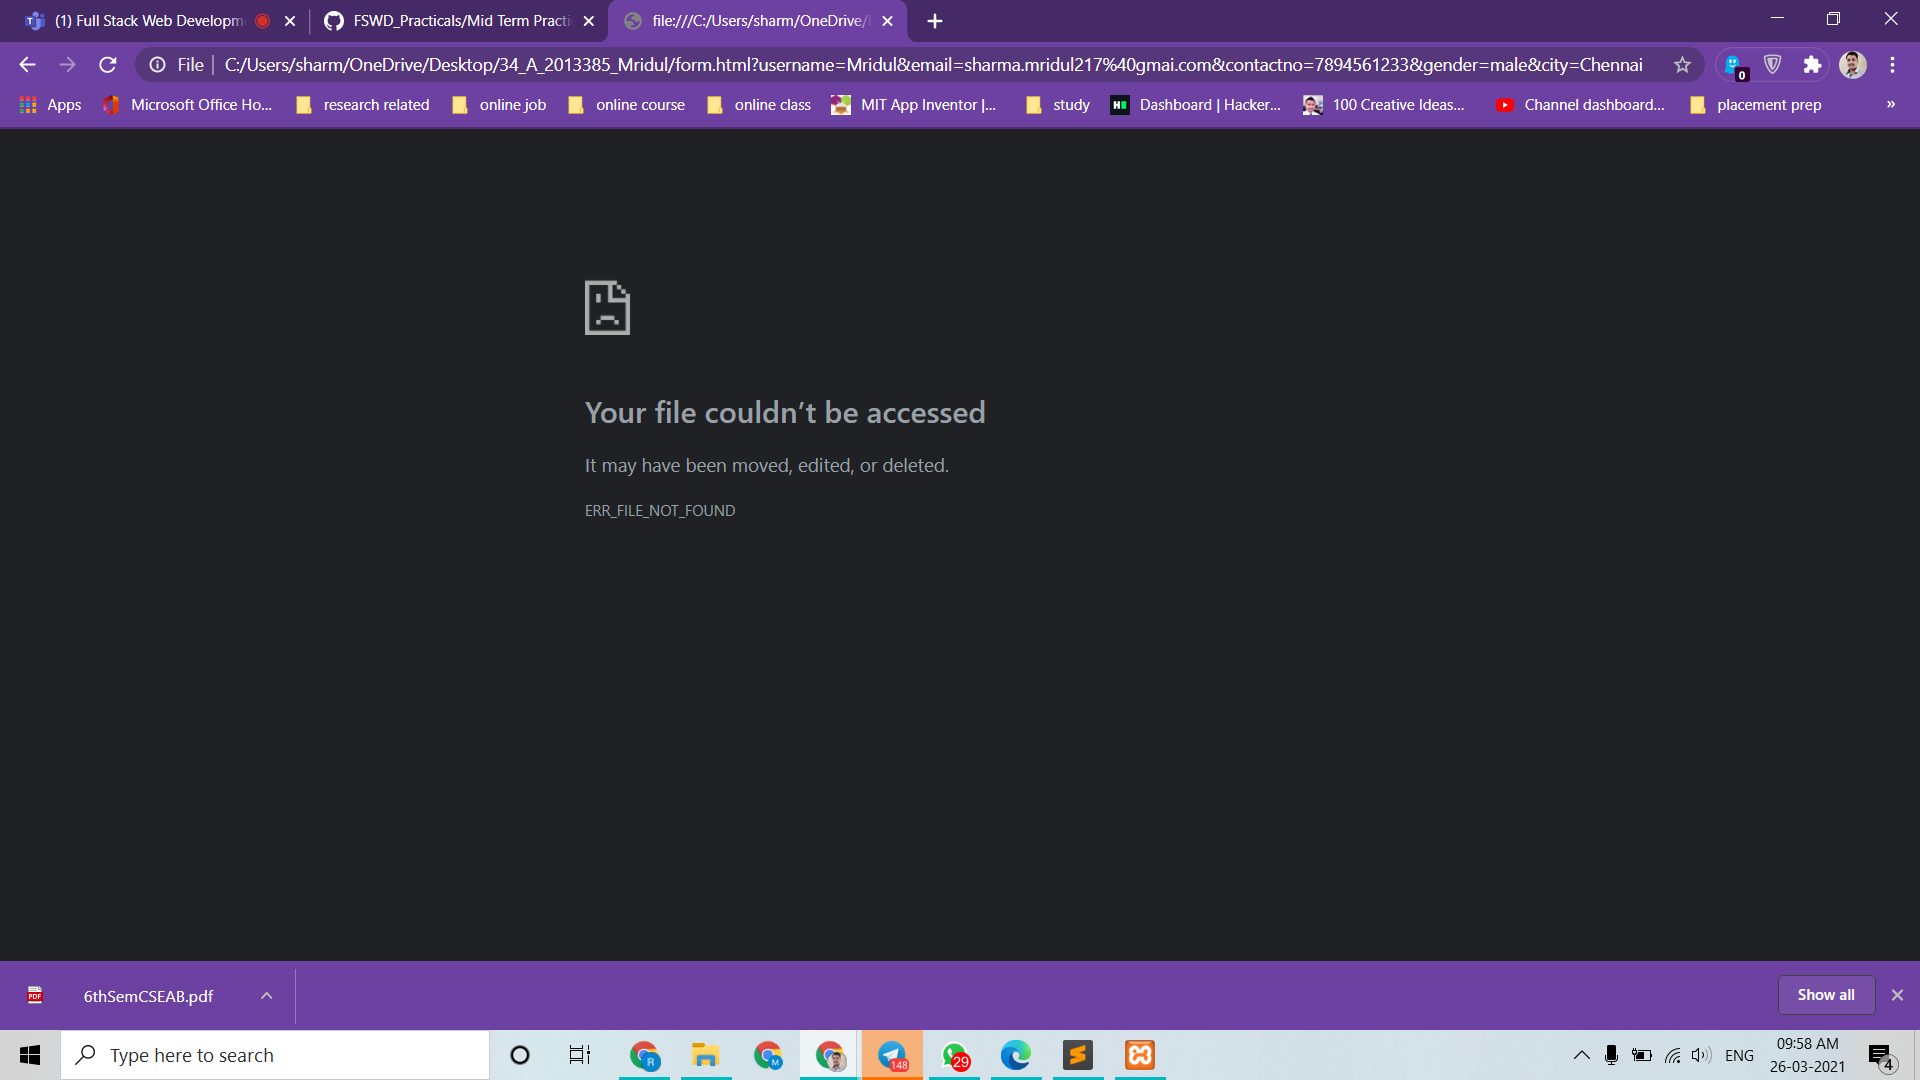 (1) Full Stack Web Developm
FSWD_Practicals/Mid Term Practi
file:///C:/Users/sharm/OneDrive/
File
C:/Users/sharm/OneDrive/Desktop/34_A_2013385_Mridul/form.html?username=Mridul&email=sharma.mridul217%40gmai.com&contactno=7894561233&gender=male&city=Chennai
0
Apps
Microsoft Office Ho...
research related
online job
online course
online class
MIT App Inventor |...
study
Dashboard | Hacker...
100 Creative Ideas...
Channel dashboard...
placement prep
»
Your file couldn’t be accessed
It may have been moved, edited, or deleted.
ERR_FILE_NOT_FOUND
PDF
6thSemCSEAB.pdf
Show all
Type here to search
R
M
148
29
ENG
09:58 AM
26-03-2021
4